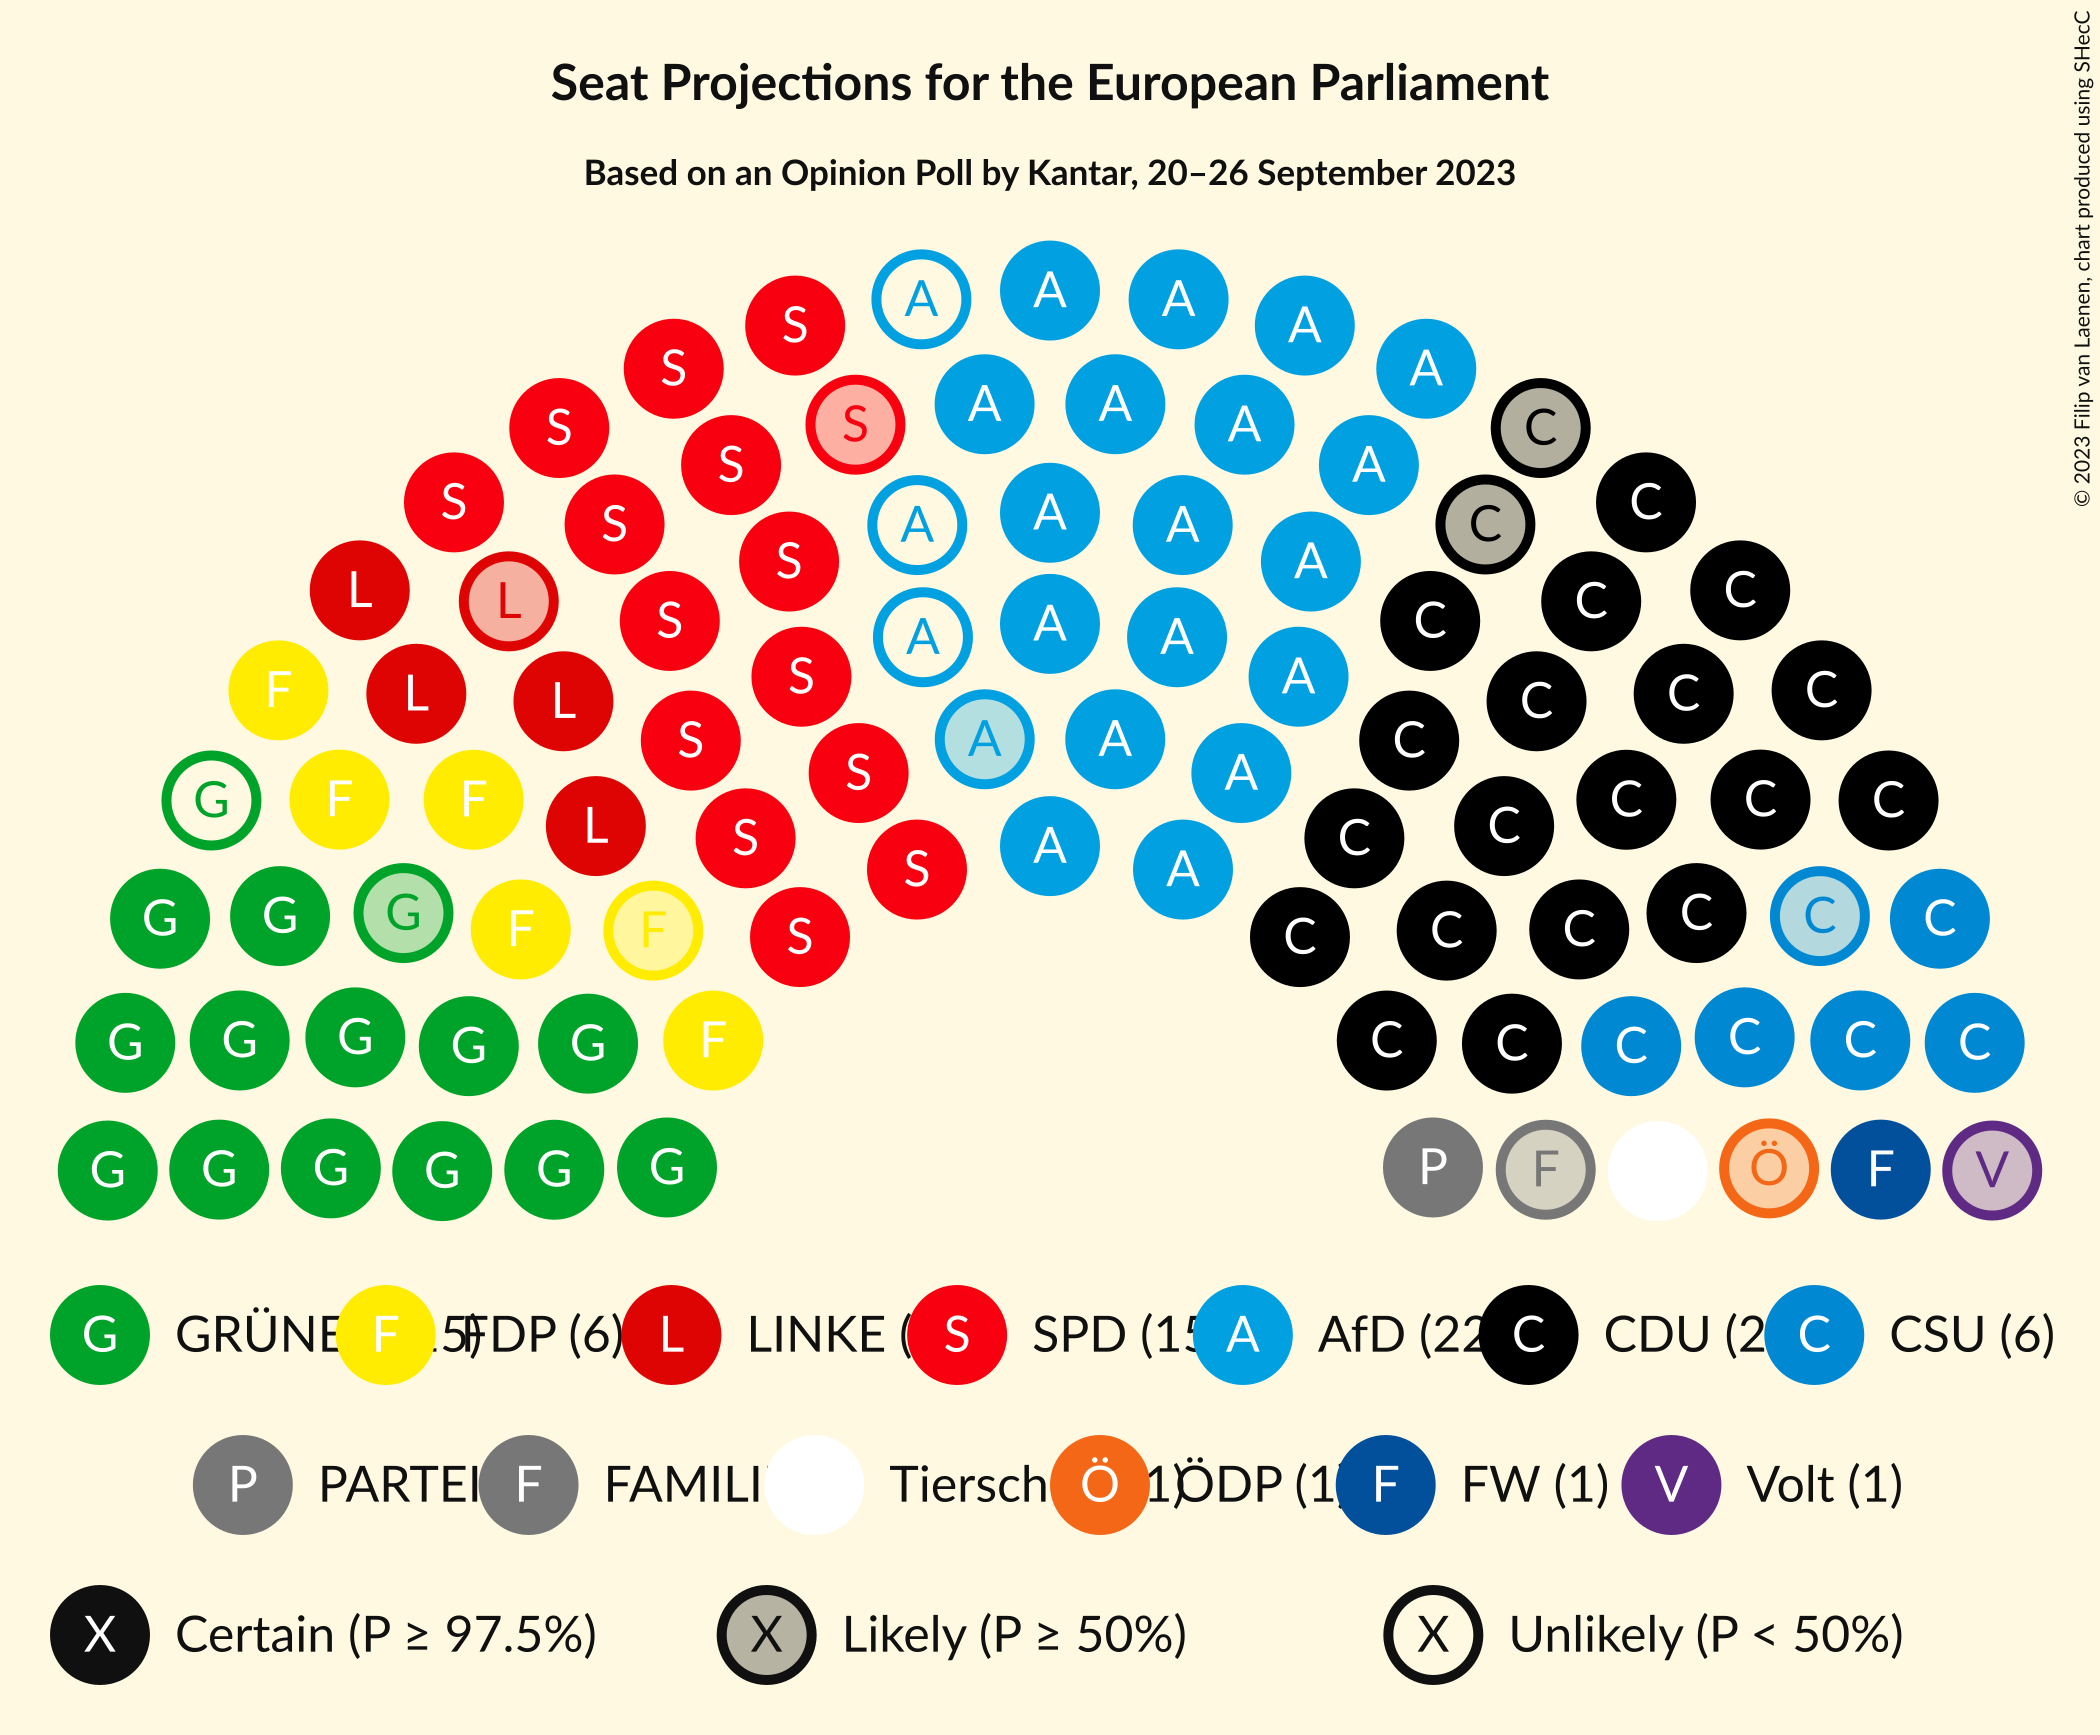 Seat Projections for the European Parliament
Based on an Opinion Poll by Kantar, 20–26 September 2023
© 2023 Filip van Laenen, chart produced using SHecC
S A A A A
S A
S S A A A C
S A
S S A A A C C
S A
L L S A A A C C C
F L L S A C C C
S S A A A C
G F F L S A C C C C C
G G G F F S S A C C C C C C
G G G G G F C C C C C C
G G G G G G P F Ö F V
G GRÜNE 5) F FDP (6) L LINKE ( S SPD (15 A AfD (22 C CDU (2 C CSU (6)
P PARTEI F FAMILI Tiersch 1) Ö ÖDP (1) F FW (1) V Volt (1)
X Certain (P ≥ 97.5%) X Likely (P ≥ 50%) X Unlikely (P < 50%)